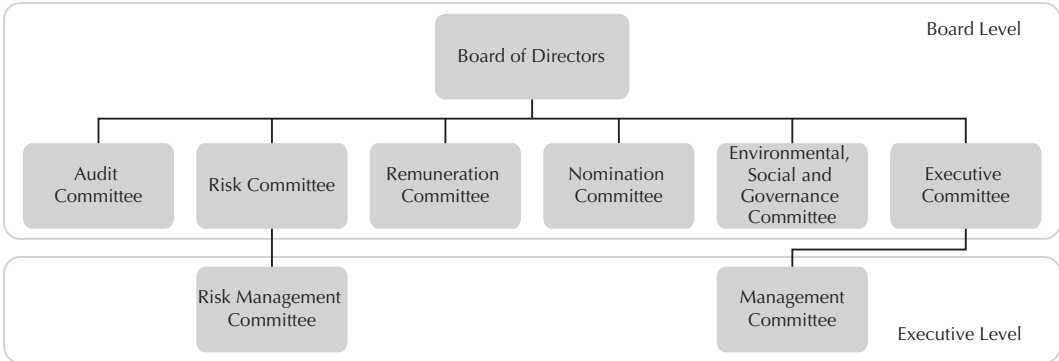 Board Level
Board of Directors
Audit
Committee
Risk Committee
Remuneration
Committee
Nomination
Committee
Environmental,
Social and
Governance
Committee
Executive
Committee
Risk Management
Committee
Management
Committee
Executive Level